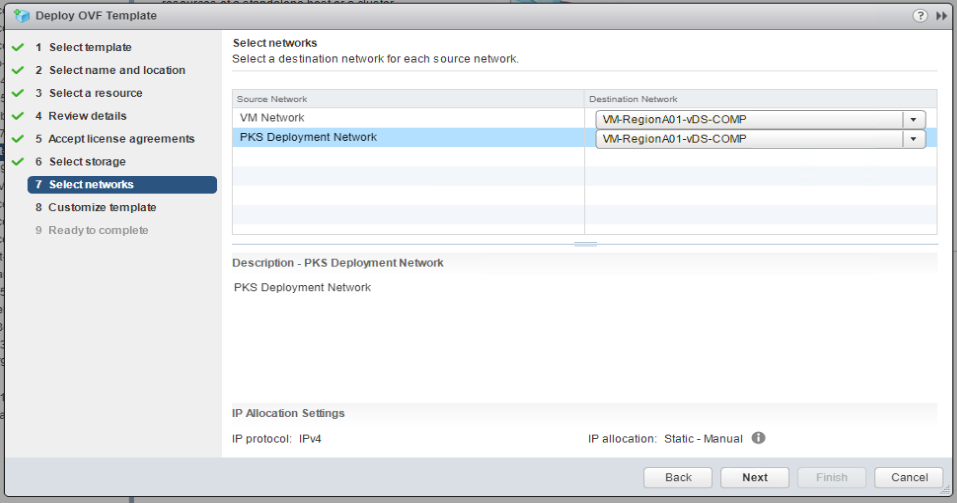 Deploy OVF Template
1 Select template
2 Select name and location
3 Select a resource
4 Review details
5 Accept license agreements
6 Select storage
7 Select networks
8 Customize template
9 Ready to complete
Select networks
Select a destination network for each source network.
Source Network Destination Network
VM Network VM-RegionA01-vDS-COMP
PKS Deployment Network VM-RegionA01-vDS-COMP
Description - PKS Deployment Network
PKS Deployment Network
IP Allocation Settings
IP protocol: IPv4 IP allocation: Static - Manual
Back Next Finish Cancel